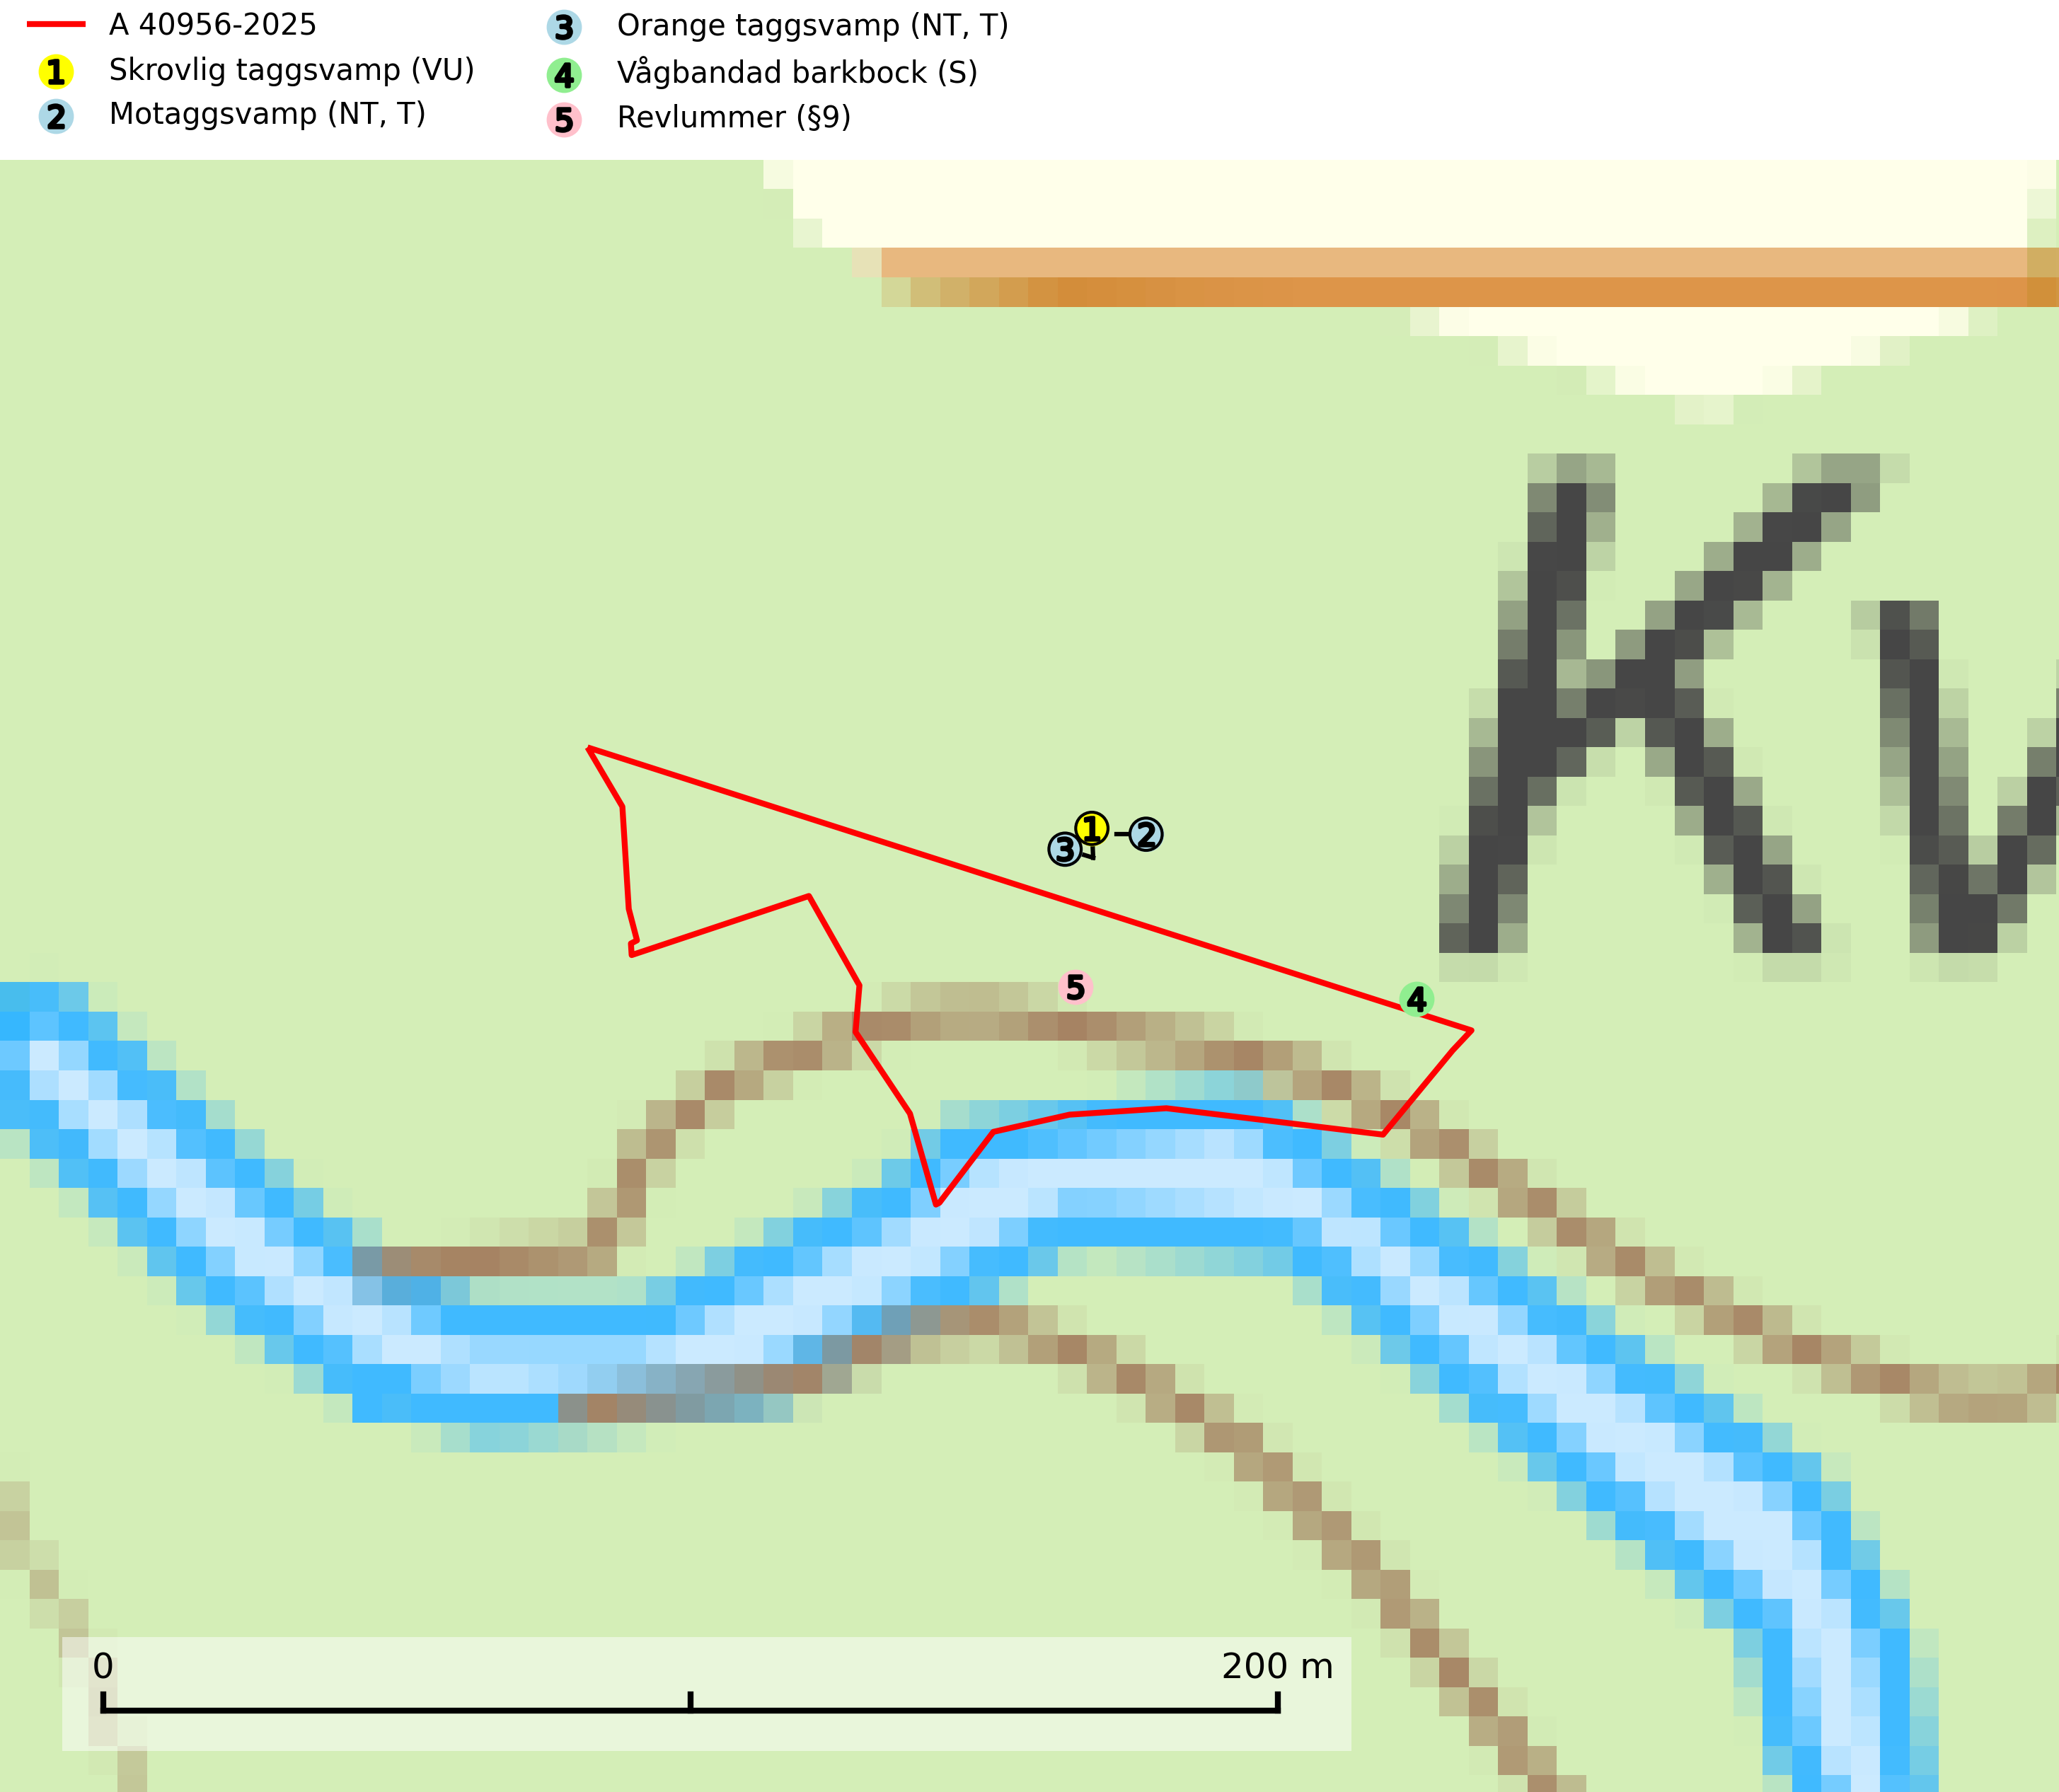 A 40956-2025
1 Skrovlig taggsvamp (VU)
2 Motaggsvamp (NT, T)
3 Orange taggsvamp (NT, T)
4 Vågbandad barkbock (S)
5 Revlummer (§9)
K
1
2
3
5
4
0 200 m